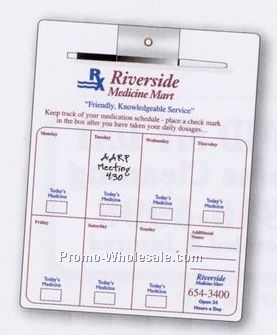 Rx Riverside
Medicine Mart
"Friendly, Knowledgeable Service"
Keep track of your medication schedule - place a check mark
in the box after you have taken your daily dosages...
Monday Tuesday Wednesday Thursday
AARP
Meeting
430
Today's Medicine Today's Medicine Today's Medicine Today's Medicine
Friday Saturday Sunday Additional Notes:
Today's Medicine Today's Medicine Today's Medicine
Riverside
Medicine Mart
654-3400
Open 24
Hours a Day
Promo-Wholesale.com